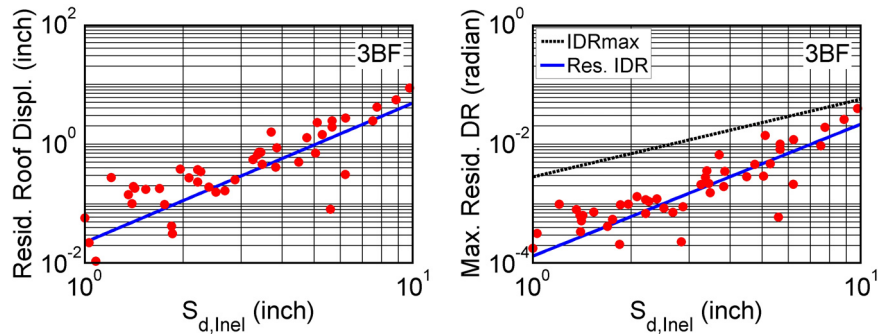 Resid. Roof Displ. (inch)
10^2
10^0
10^-2
3BF
10^0
10^1
S_d,Inel (inch)
Max. Resid. DR (radian)
10^0
10^-2
10^-4
IDRmax
Res. IDR
3BF
10^0
10^1
S_d,Inel (inch)